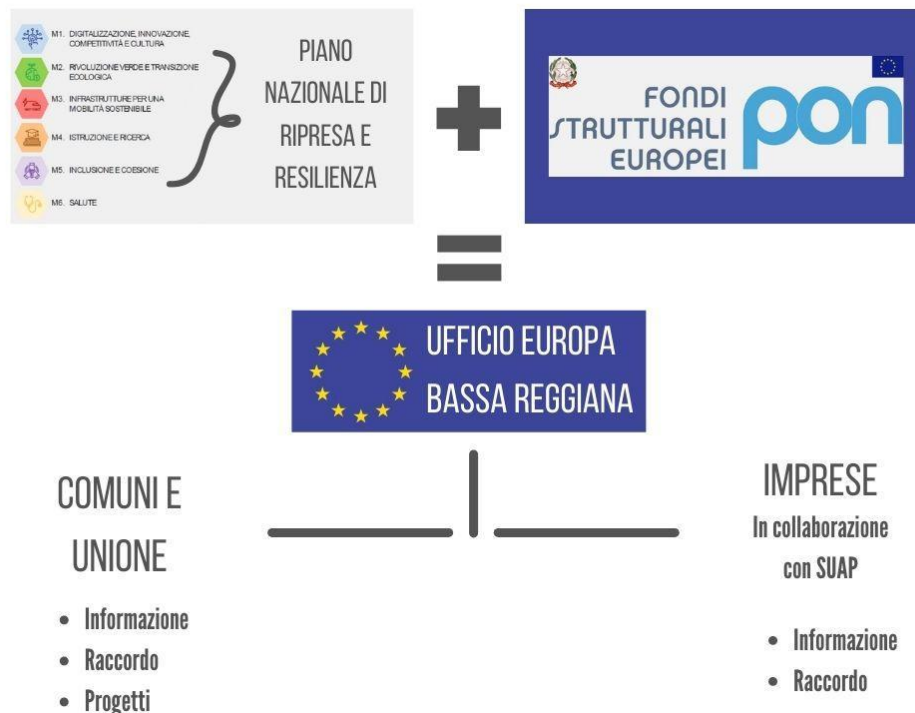 M1. DIGITALIZZAZIONE, INNOVAZIONE,
COMPETITIVITÀ E CULTURA
M2. RIVOLUZIONE VERDE E TRANSIZIONE
ECOLOGICA
M3. INFRASTRUTTURE PER UNA
MOBILITÀ SOSTENIBILE
M4. ISTRUZIONE E RICERCA
M5. INCLUSIONE E COESIONE
M6. SALUTE
PIANO
NAZIONALE DI
RIPRESA E
RESILIENZA
+
FONDI
STRUTTURALI
EUROPEI
pon
=
UFFICIO EUROPA
BASSA REGGIANA
COMUNI E
UNIONE
• Informazione
• Raccordo
• Progetti
IMPRESE
In collaborazione
con SUAP
• Informazione
• Raccordo